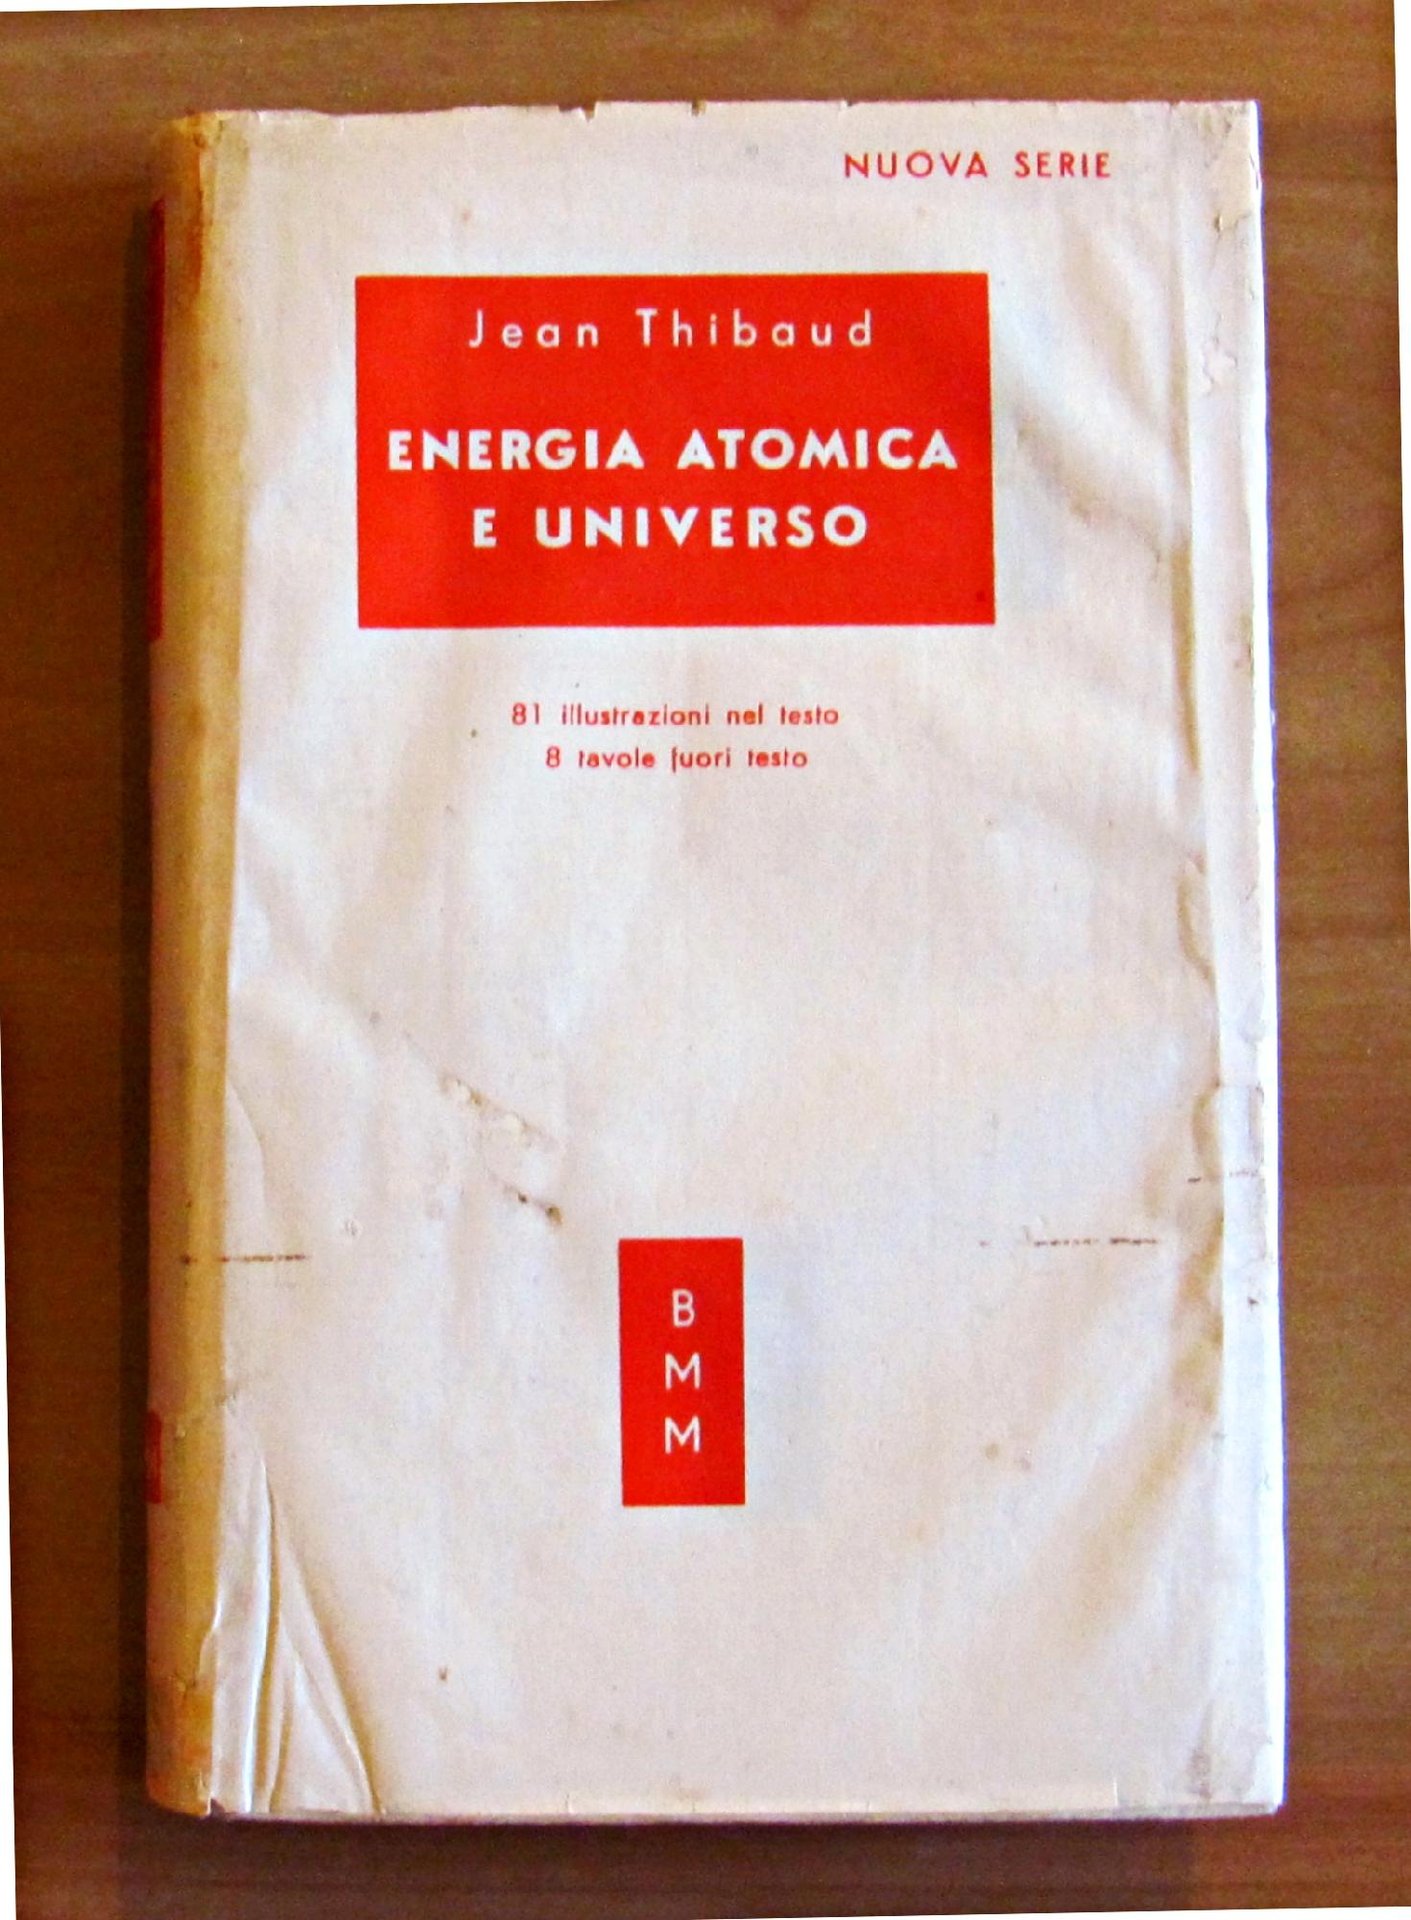 NUOVA SERIE
Jean Thibaud
ENERGIA ATOMICA
E UNIVERSO
81 illustrazioni nel testo
8 tavole fuori testo
B
M
M